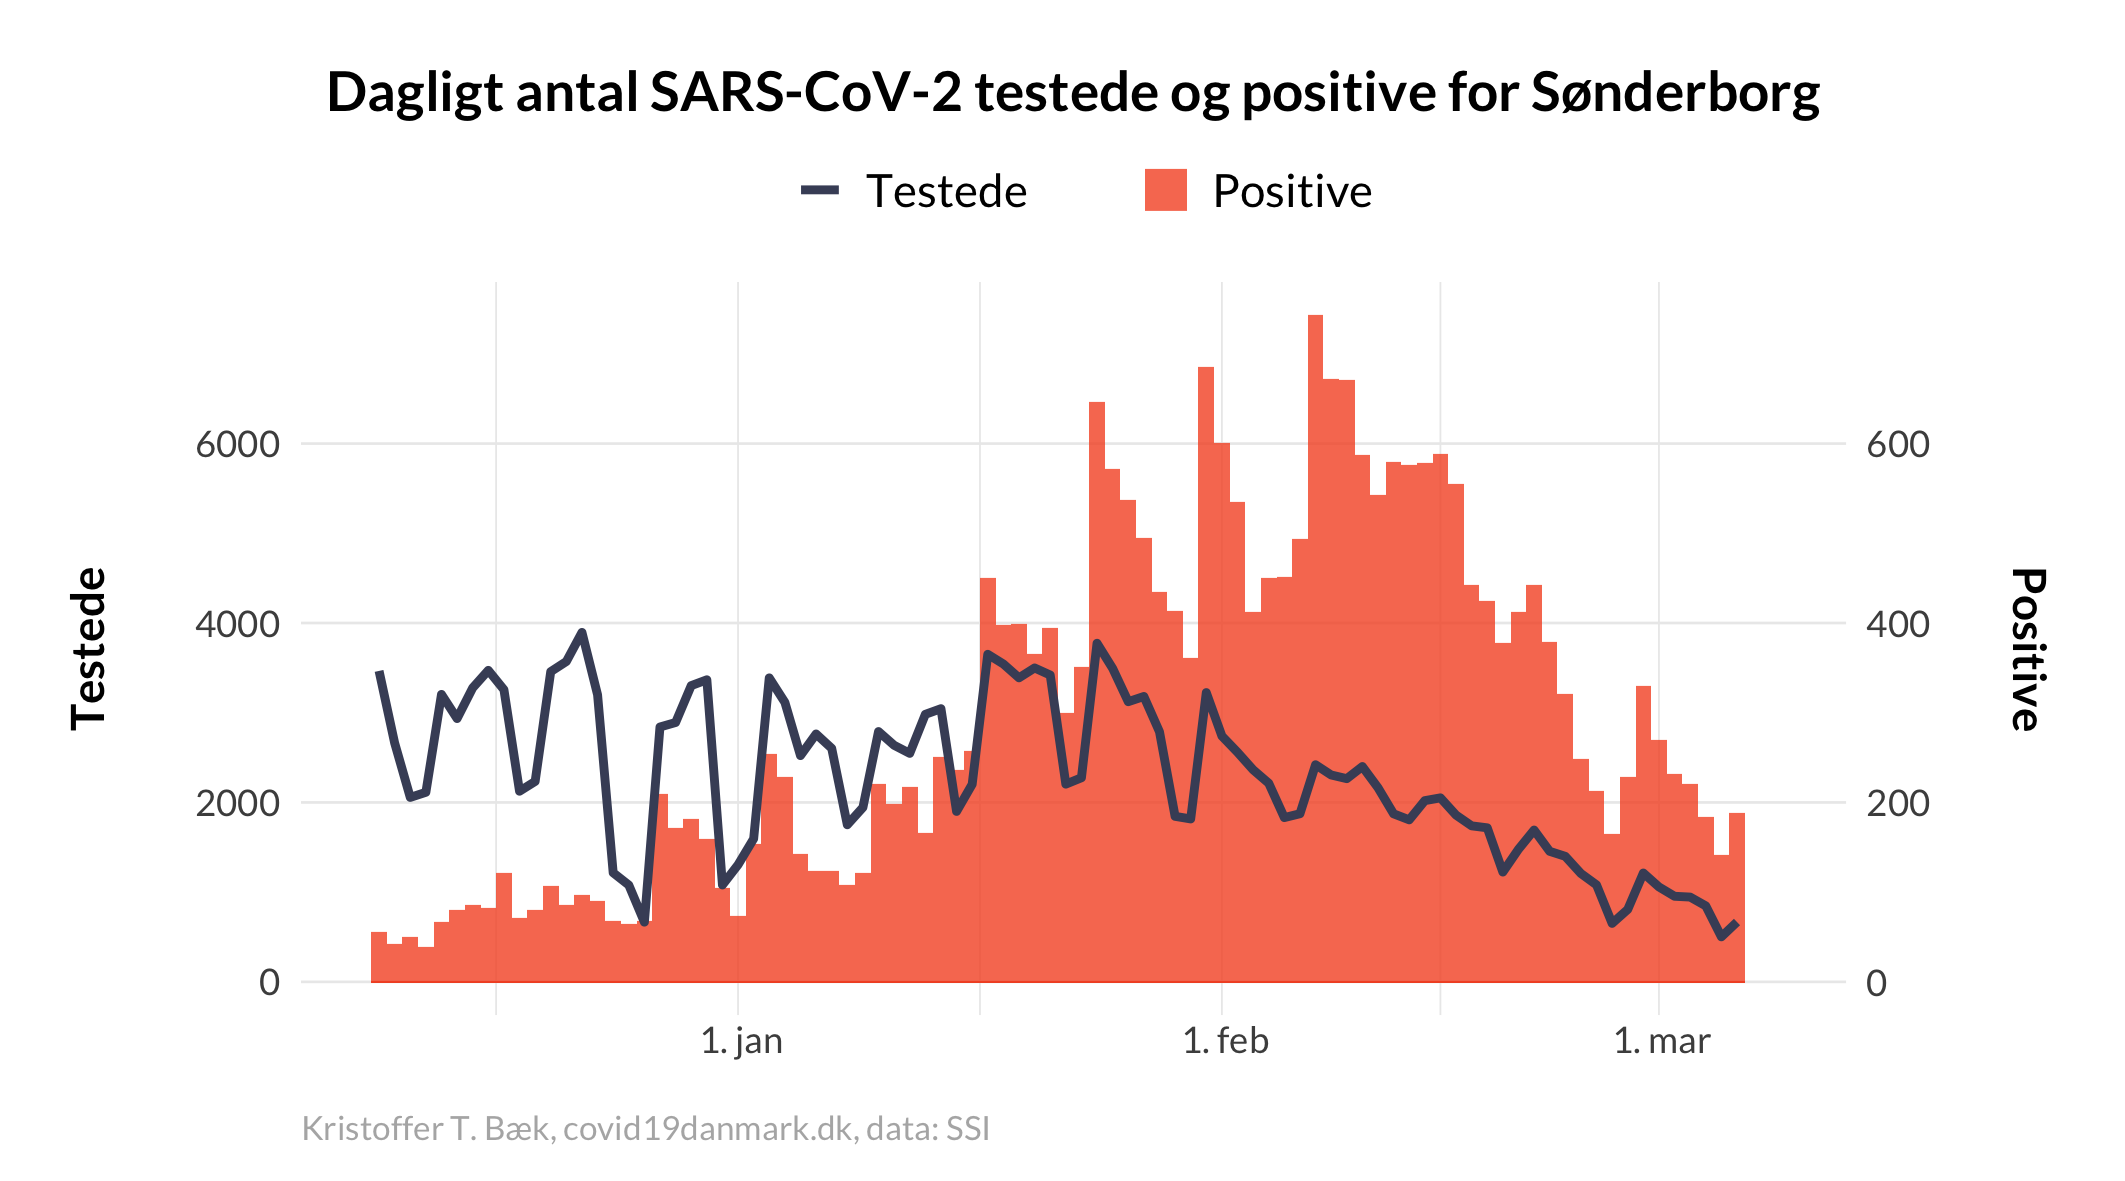 Dagligt antal SARS-CoV-2 testede og positive for Sønderborg
Testede Positive
Testede
6000
4000
2000
0
600
400
200
0
Positive
1. jan 1. feb 1. mar
Kristoffer T. Bæk, covid19danmark.dk, data: SSI